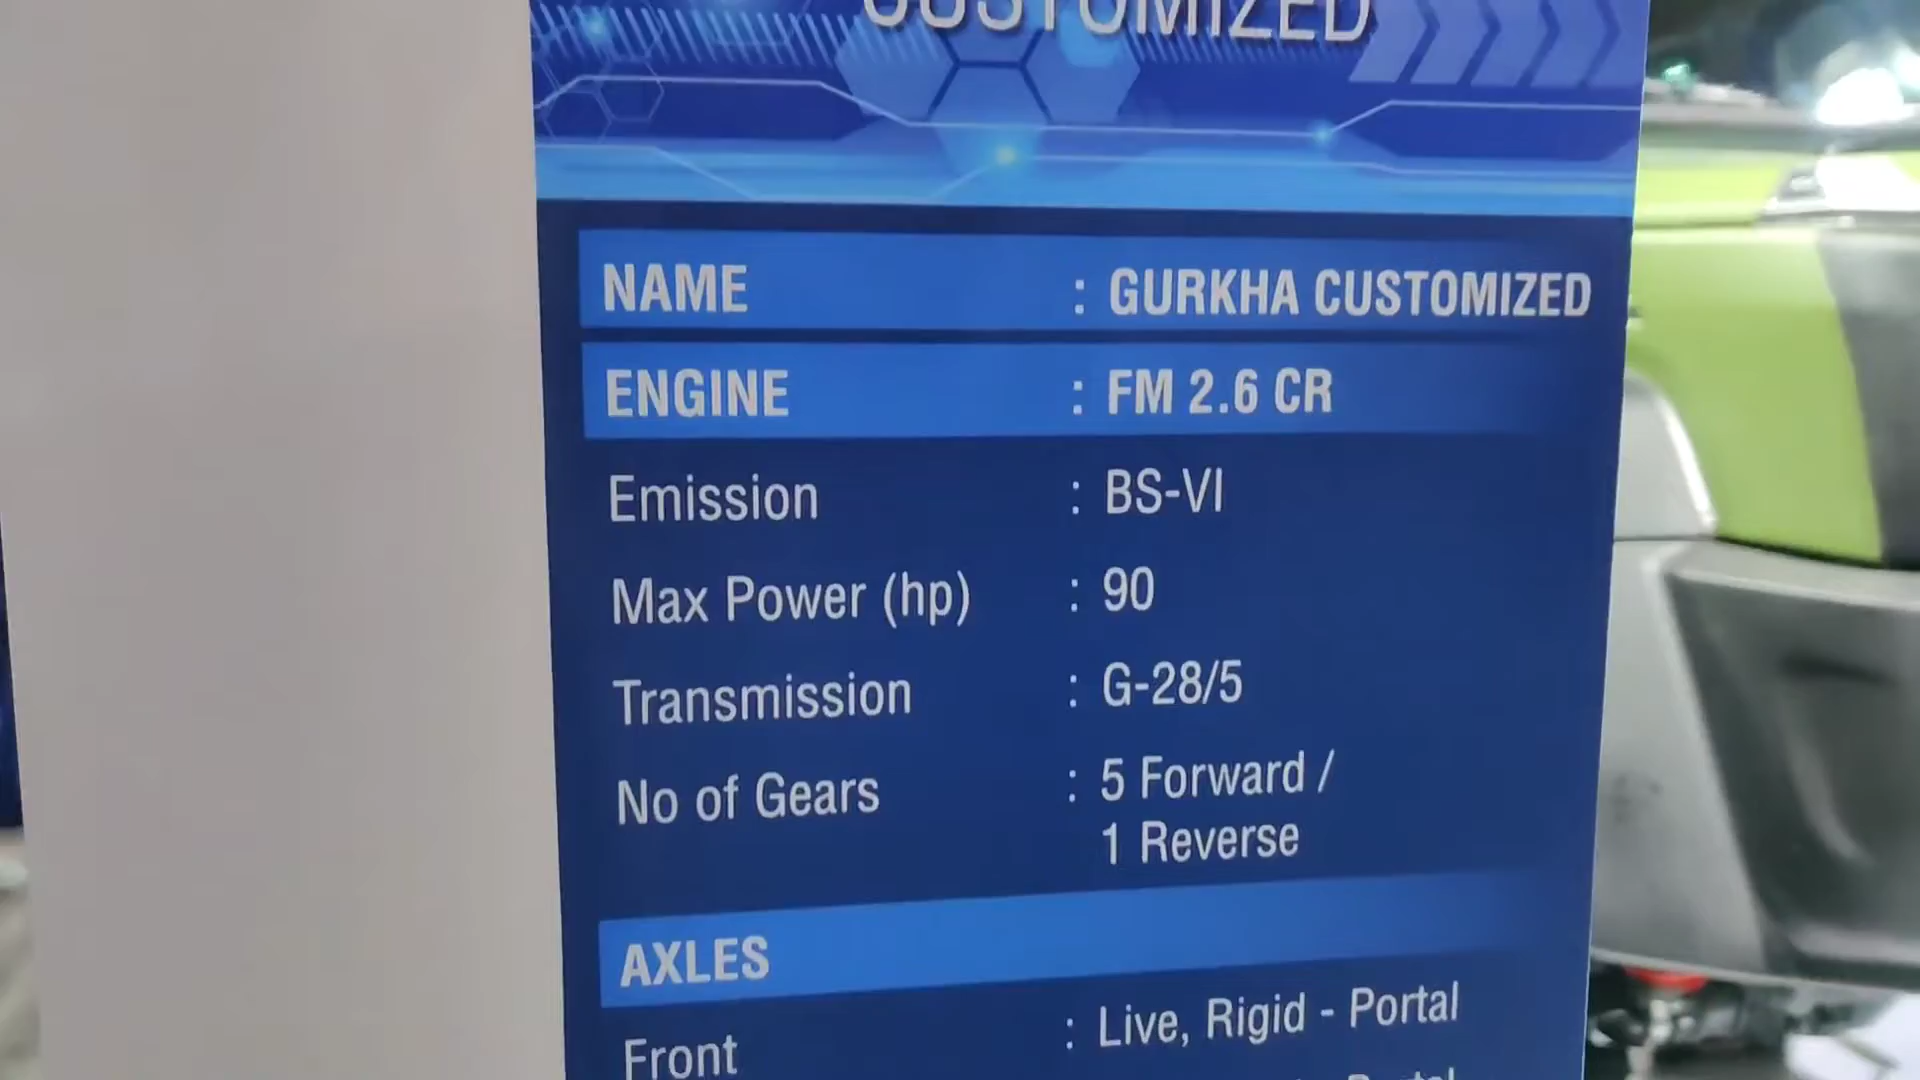 CUSTOMIZED
NAME : GURKHA CUSTOMIZED
ENGINE : FM 2.6 CR
Emission : BS-VI
Max Power (hp) : 90
Transmission : G-28/5
No of Gears : 5 Forward /
1 Reverse
AXLES
Front : Live, Rigid - Portal